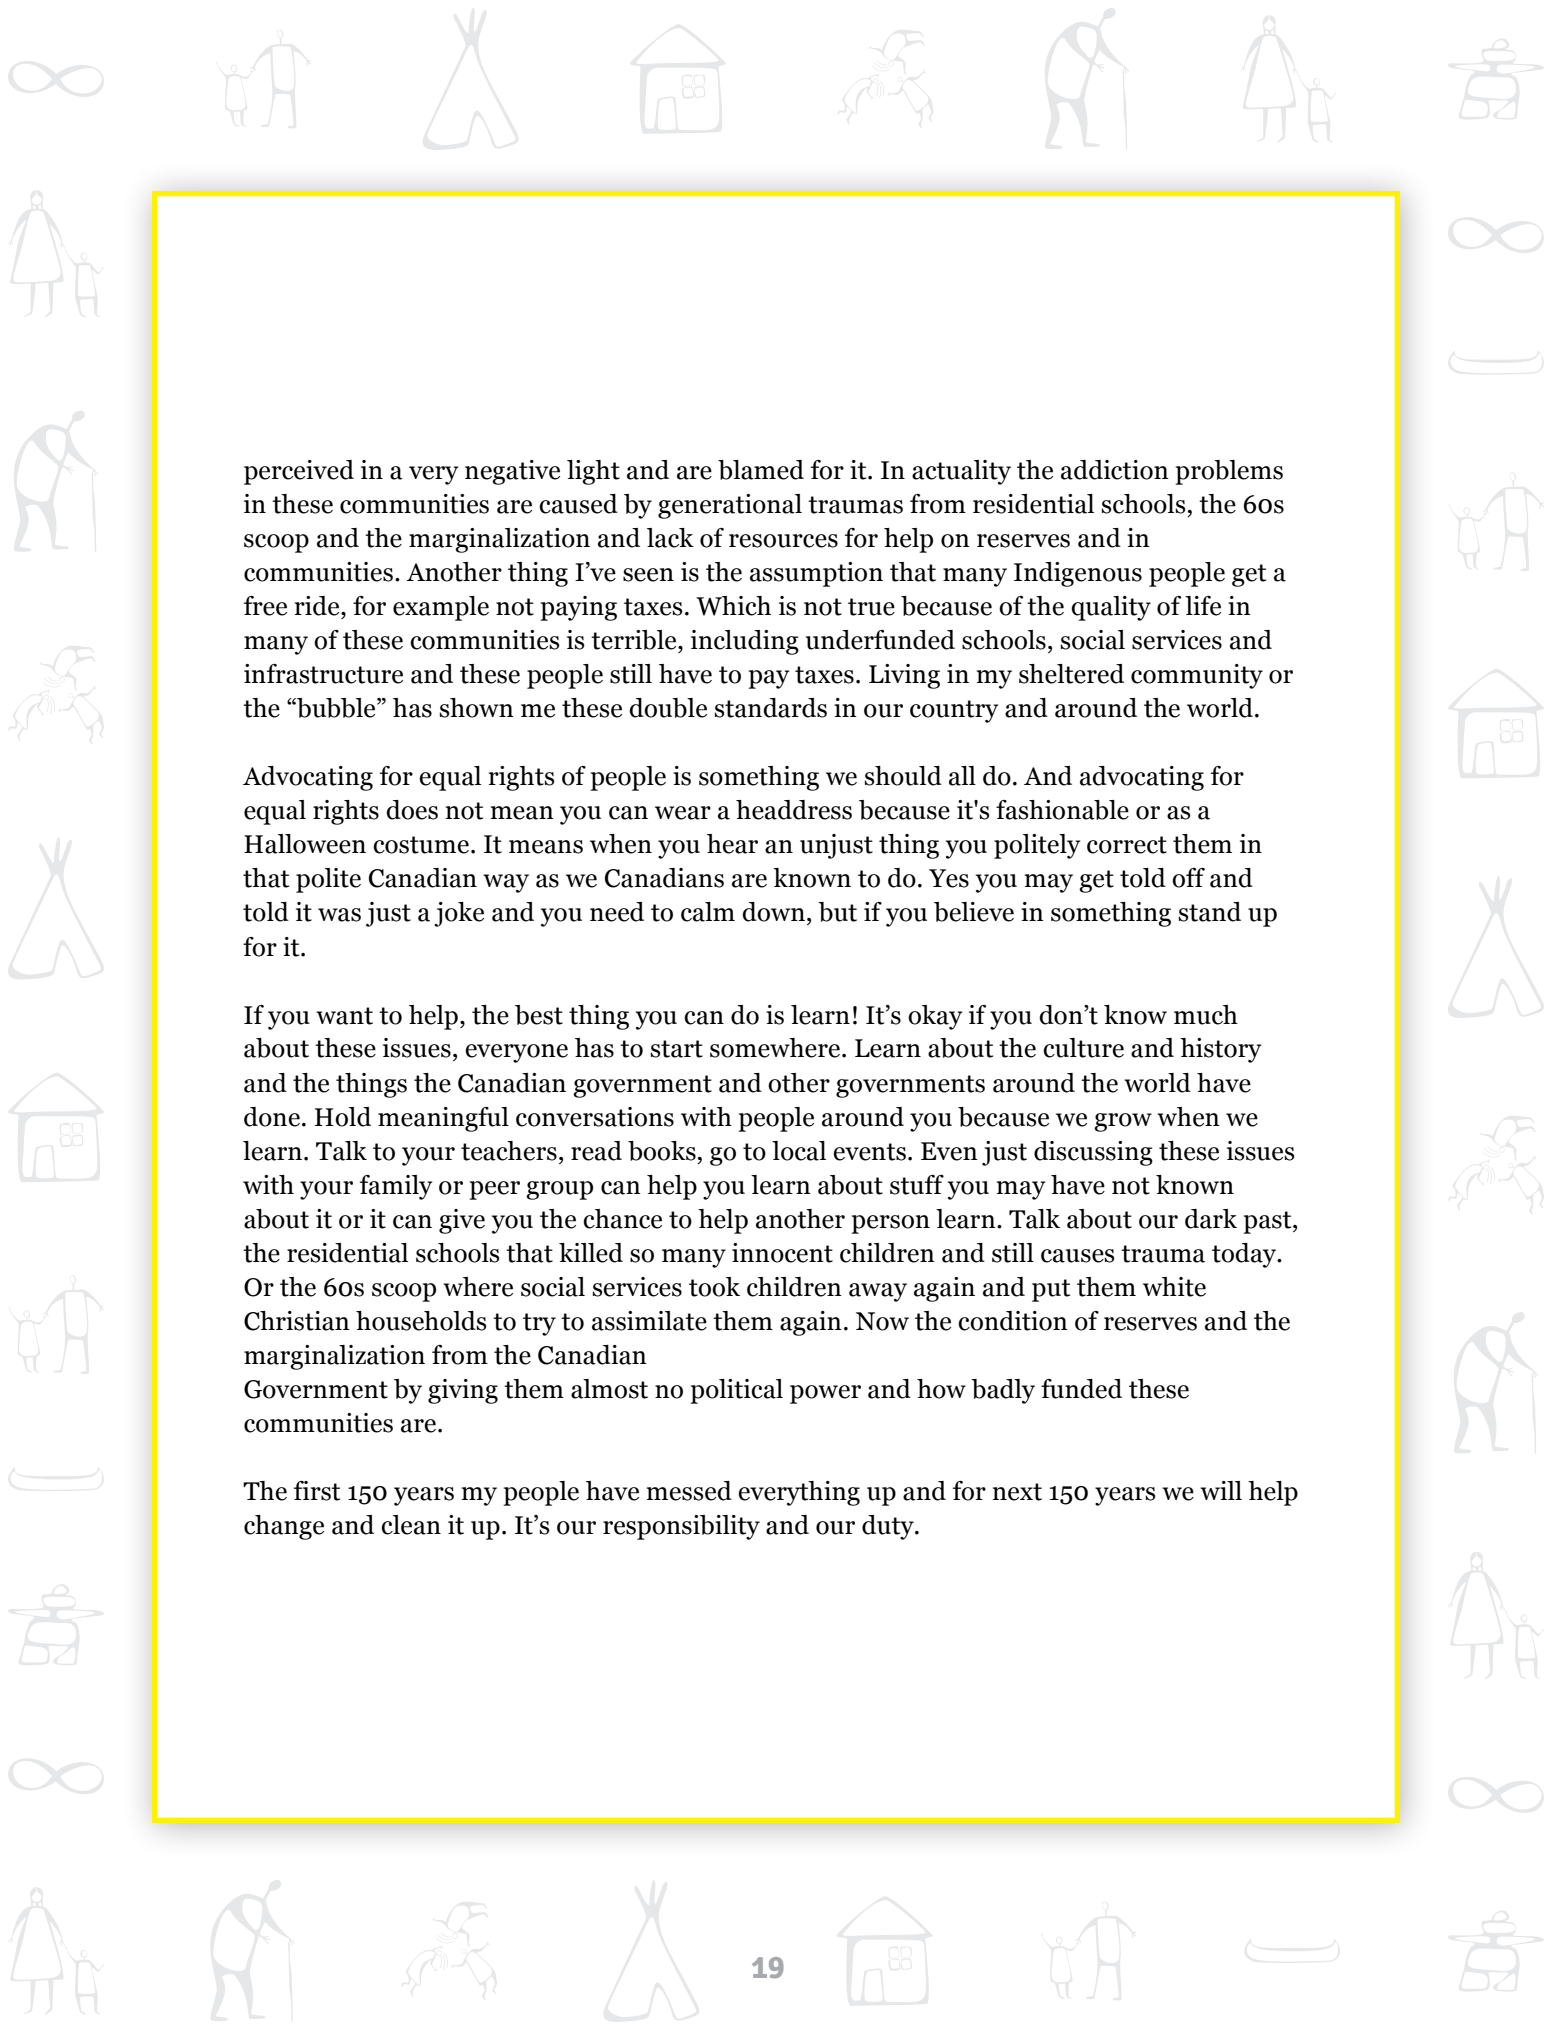 perceived in a very negative light and are blamed for it. In actuality the addiction problems
in these communities are caused by generational traumas from residential schools, the 60s
scoop and the marginalization and lack of resources for help on reserves and in
communities. Another thing I’ve seen is the assumption that many Indigenous people get a
free ride, for example not paying taxes. Which is not true because of the quality of life in
many of these communities is terrible, including underfunded schools, social services and
infrastructure and these people still have to pay taxes. Living in my sheltered community or
the “bubble” has shown me these double standards in our country and around the world.

Advocating for equal rights of people is something we should all do. And advocating for
equal rights does not mean you can wear a headdress because it's fashionable or as a
Halloween costume. It means when you hear an unjust thing you politely correct them in
that polite Canadian way as we Canadians are known to do. Yes you may get told off and
told it was just a joke and you need to calm down, but if you believe in something stand up
for it.

If you want to help, the best thing you can do is learn! It’s okay if you don’t know much
about these issues, everyone has to start somewhere. Learn about the culture and history
and the things the Canadian government and other governments around the world have
done. Hold meaningful conversations with people around you because we grow when we
learn. Talk to your teachers, read books, go to local events. Even just discussing these issues
with your family or peer group can help you learn about stuff you may have not known
about it or it can give you the chance to help another person learn. Talk about our dark past,
the residential schools that killed so many innocent children and still causes trauma today.
Or the 60s scoop where social services took children away again and put them white
Christian households to try to assimilate them again. Now the condition of reserves and the
marginalization from the Canadian
Government by giving them almost no political power and how badly funded these
communities are.

The first 150 years my people have messed everything up and for next 150 years we will help
change and clean it up. It’s our responsibility and our duty.

19